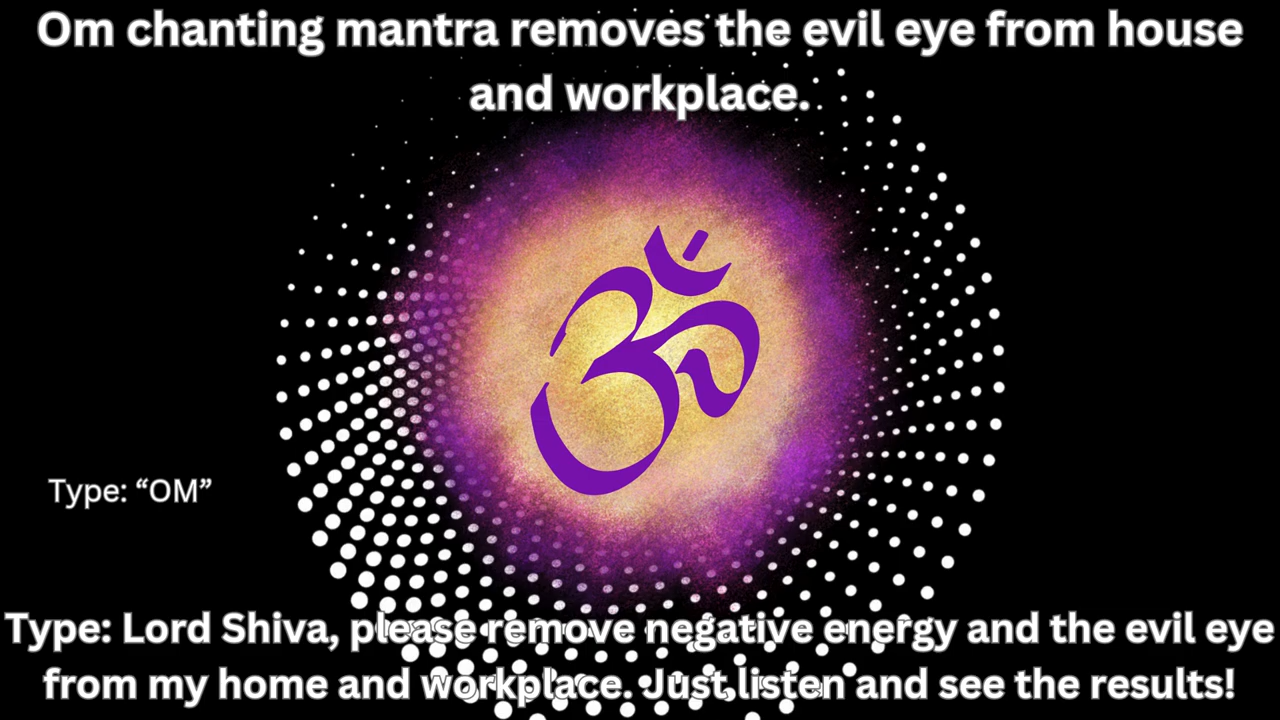 Om chanting mantra removes the evil eye from house
and workplace.
ॐ
Type: “OM”
Type: Lord Shiva, please remove negative energy and the evil eye
from my home and workplace. Just listen and see the results!